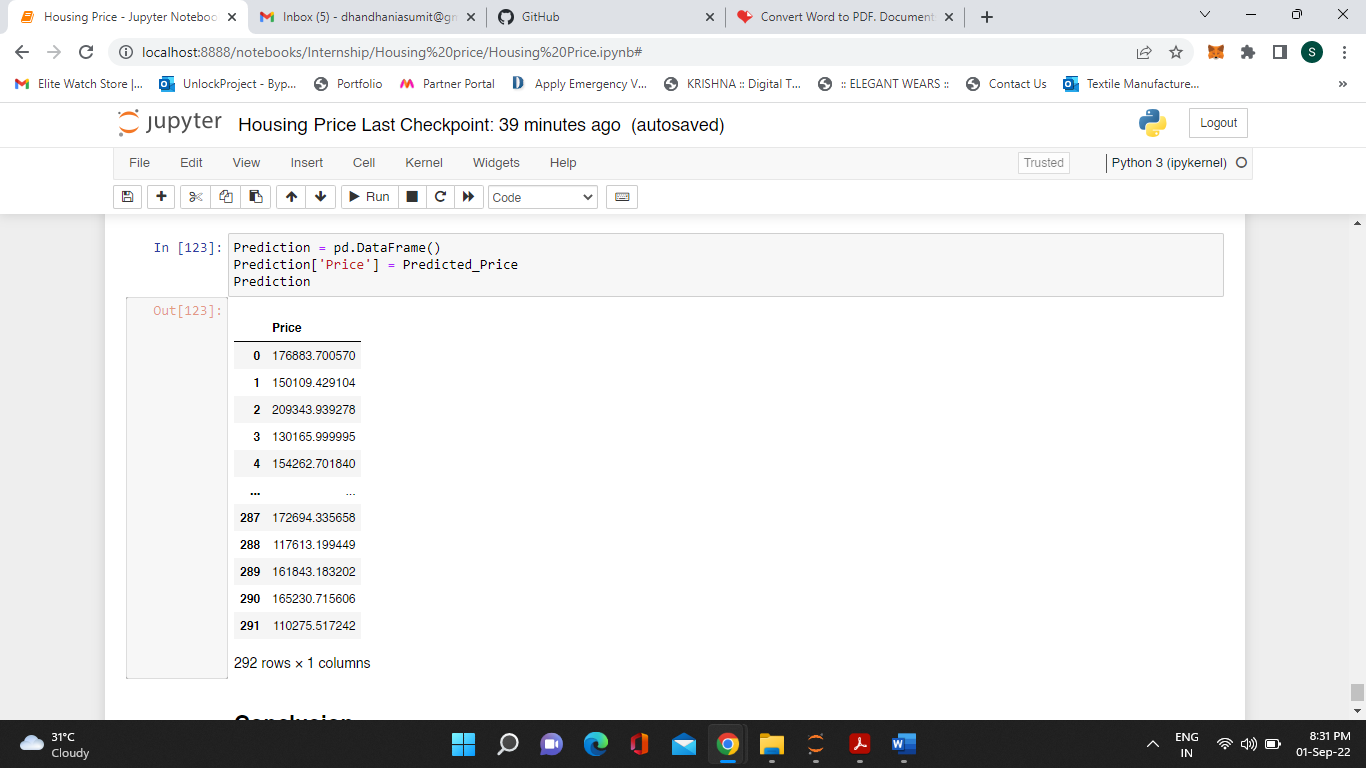 Housing Price - Jupyter Noteboo
Inbox (5) - dhandhaniasumit@gm
GitHub
Convert Word to PDF. Document
localhost:8888/notebooks/Internship/Housing%20price/Housing%20Price.ipynb#
S
Elite Watch Store |...
UnlockProject - Byp...
Portfolio
Partner Portal
D Apply Emergency V...
KRISHNA :: Digital T...
:: ELEGANT WEARS ::
Contact Us
Textile Manufacture...
»
jupyter Housing Price Last Checkpoint: 39 minutes ago (autosaved)
Logout
File Edit View Insert Cell Kernel Widgets Help
Trusted
Python 3 (ipykernel)
Run
Code
In [123]:
Prediction = pd.DataFrame()
Prediction['Price'] = Predicted_Price
Prediction
Out[123]:
Price
0 176883.700570
1 150109.429104
2 209343.939278
3 130165.999995
4 154262.701840
... ...
287 172694.335658
288 117613.199449
289 161843.183202
290 165230.715606
291 110275.517242
292 rows × 1 columns
Conclusion
31°C
Cloudy
ENG
IN
8:31 PM
01-Sep-22